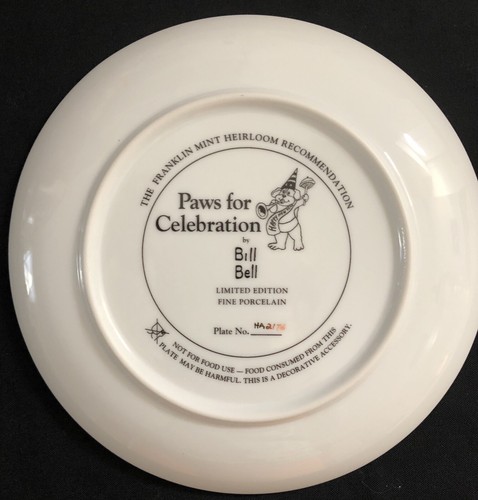 THE FRANKLIN MINT HEIRLOOM RECOMMENDATION
Paws for
Celebration
by
Bill
Bell
LIMITED EDITION
FINE PORCELAIN
Plate No.
NOT FOR FOOD USE — FOOD CONSUMED FROM THIS
PLATE MAY BE HARMFUL. THIS IS A DECORATIVE ACCESSORY.